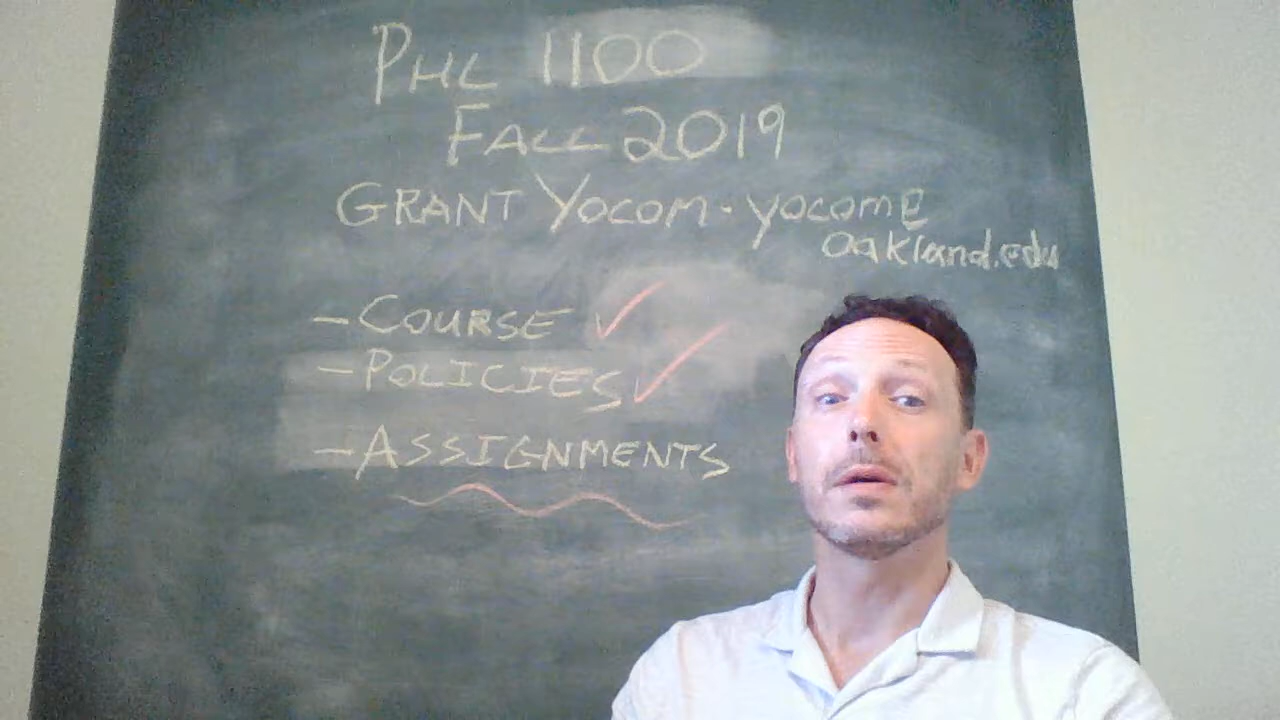 PHL 1100
FALL 2019
GRANT YOCOM - yocom@
oakland.edu
- COURSE ✓
- POLICIES ✓
- ASSIGNMENTS